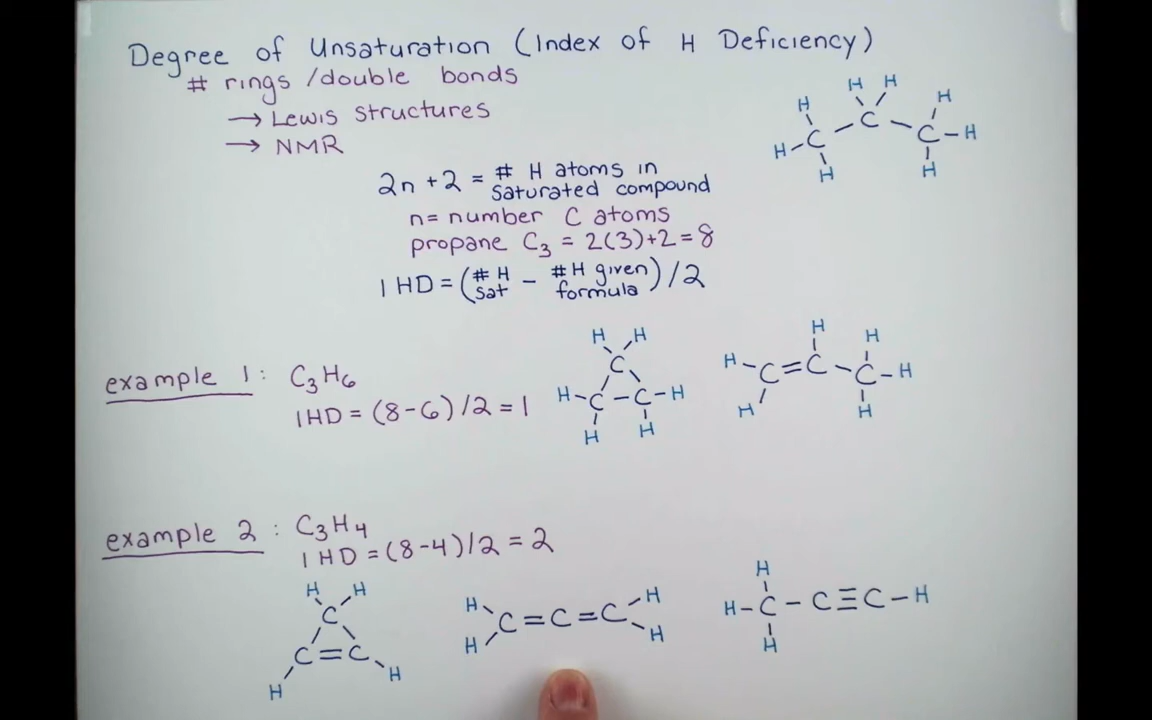 Degree of Unsaturation (Index of H Deficiency)
# rings /double bonds
→ Lewis structures
→ NMR
2n +2 = # H atoms in
saturated compound
n= number C atoms
propane C₃ = 2(3)+2=8
IHD = (# H sat - #H given formula) / 2
H H
H H
C
H-C C-H
H H
example 1: C₃H₆
IHD = (8-6)/2 = 1
H H
C
H-C-C-H
H H
H H
H-C=C-C-H
H H
example 2: C₃H₄
IHD = (8-4)/2 = 2
H H
C
C=C
H H
H H
C=C=C
H H
H
H-C-C≡C-H
H